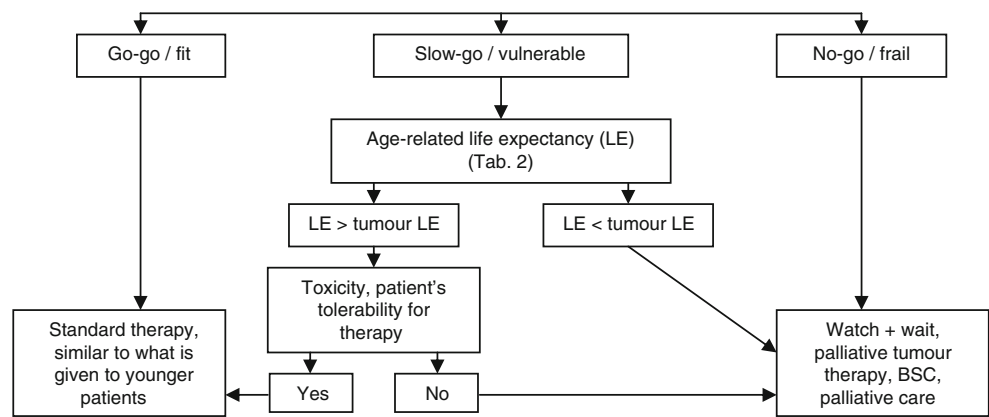 Go-go / fit
Slow-go / vulnerable
No-go / frail
Age-related life expectancy (LE)
(Tab. 2)
LE > tumour LE
LE < tumour LE
Toxicity, patient's
tolerability for
therapy
Standard therapy,
similar to what is
given to younger
patients
Yes
No
Watch + wait,
palliative tumour
therapy, BSC,
palliative care